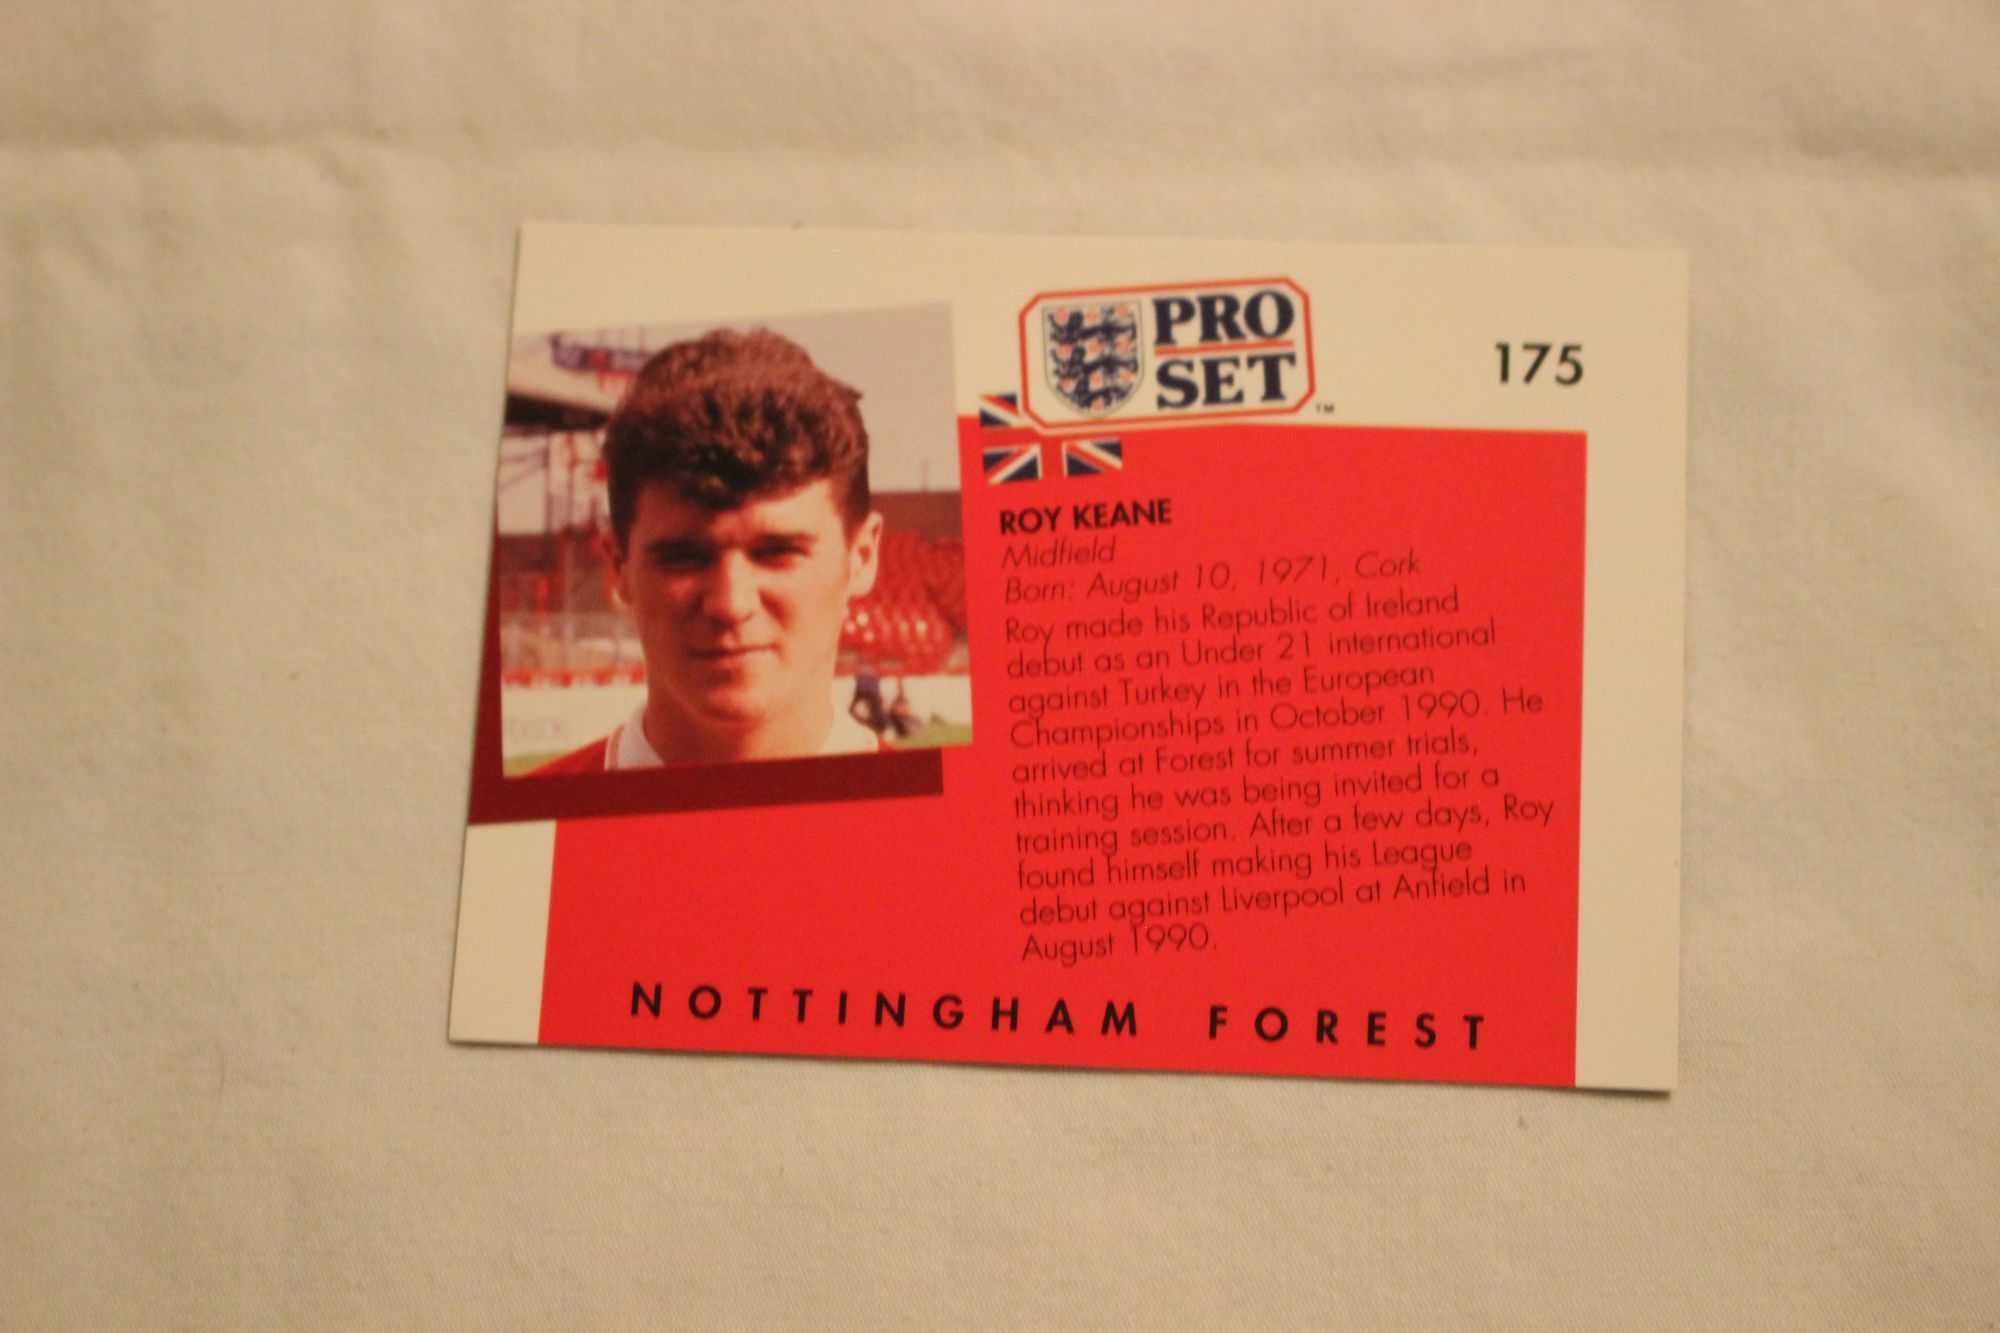 PRO
SET
TM
175
ROY KEANE
Midfield
Born: August 10, 1971, Cork
Roy made his Republic of Ireland
debut as an Under 21 international
against Turkey in the European
Championships in October 1990. He
arrived at Forest for summer trials,
thinking he was being invited for a
training session. After a few days, Roy
found himself making his League
debut against Liverpool at Anfield in
August 1990.
NOTTINGHAM FOREST